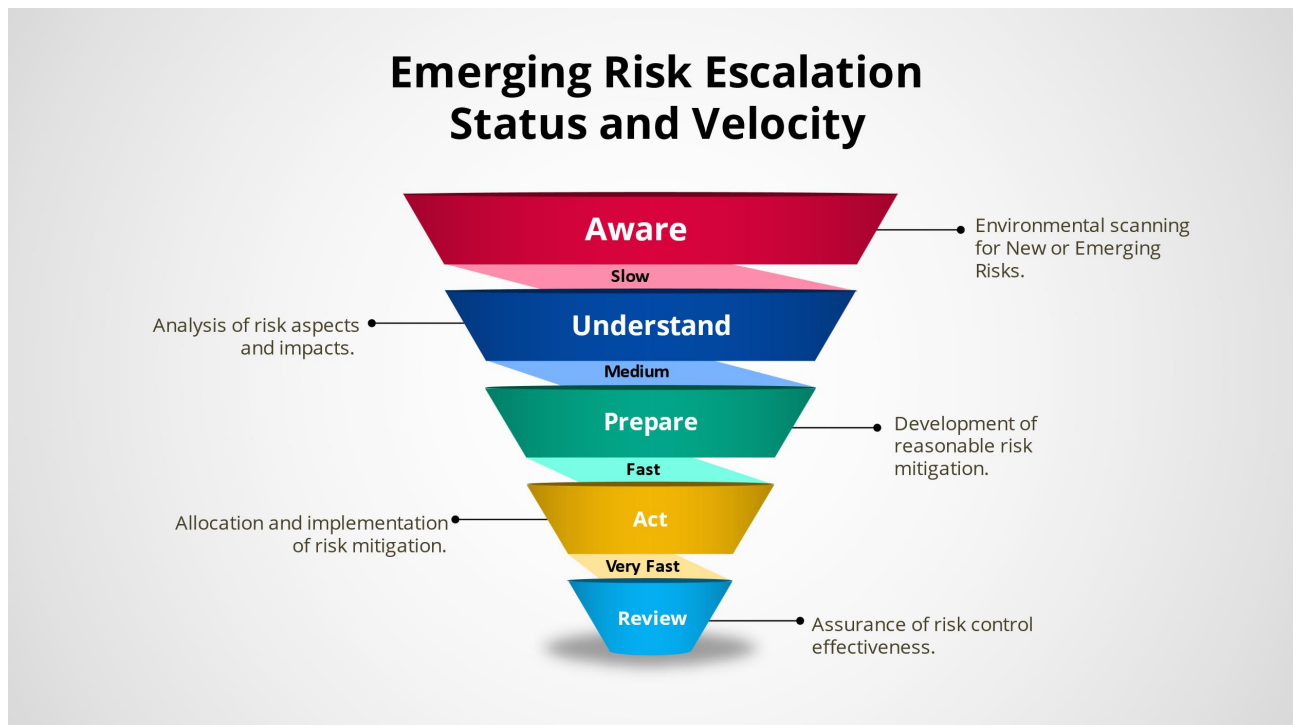 Emerging Risk Escalation
Status and Velocity
Aware
Environmental scanning
for New or Emerging
Risks.
Slow
Understand
Analysis of risk aspects
and impacts.
Medium
Prepare
Development of
reasonable risk
mitigation.
Fast
Act
Allocation and implementation
of risk mitigation.
Very Fast
Review
Assurance of risk control
effectiveness.